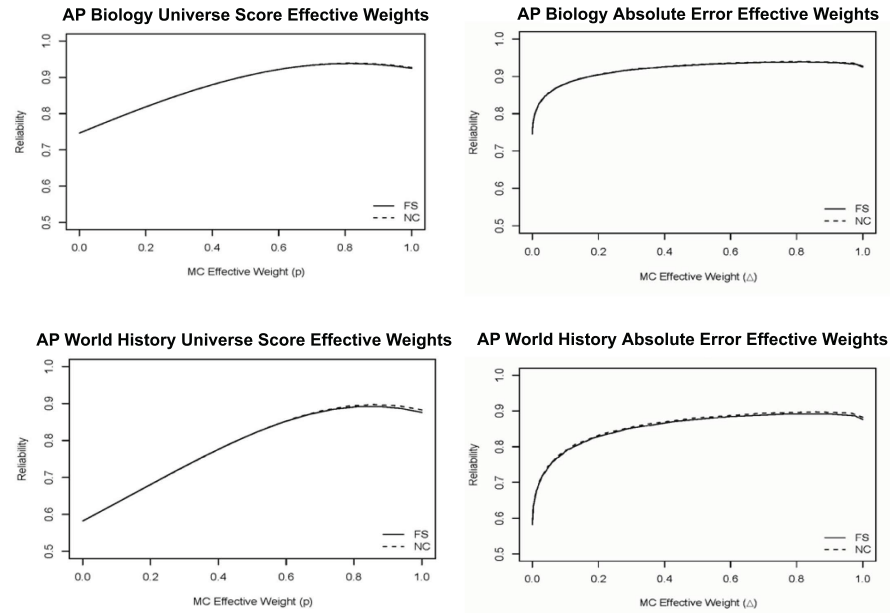 AP Biology Universe Score Effective Weights
Reliability
1.0
0.9
0.8
0.7
0.6
0.5
FS
NC
0.0 0.2 0.4 0.6 0.8 1.0
MC Effective Weight (p)
AP Biology Absolute Error Effective Weights
Reliability
1.0
0.9
0.8
0.7
0.6
0.5
FS
NC
0.0 0.2 0.4 0.6 0.8 1.0
MC Effective Weight (△)
AP World History Universe Score Effective Weights
Reliability
1.0
0.9
0.8
0.7
0.6
0.5
FS
NC
0.0 0.2 0.4 0.6 0.8 1.0
MC Effective Weight (p)
AP World History Absolute Error Effective Weights
Reliability
1.0
0.9
0.8
0.7
0.6
0.5
FS
NC
0.0 0.2 0.4 0.6 0.8 1.0
MC Effective Weight (△)